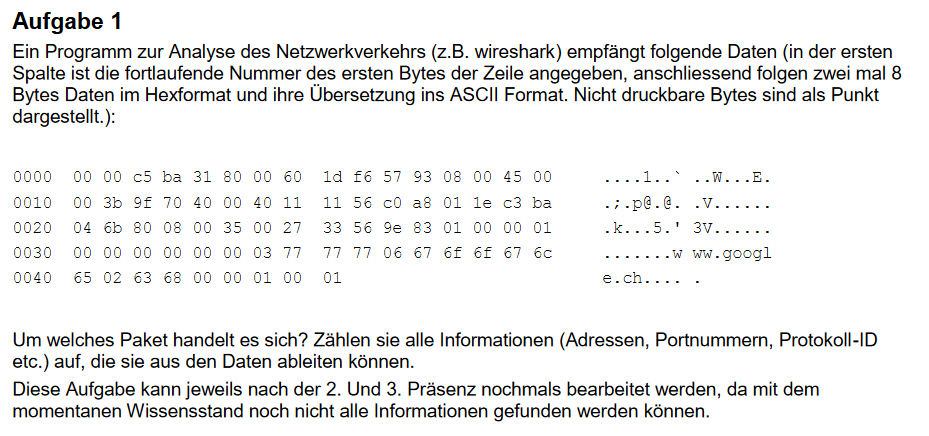 Aufgabe 1
Ein Programm zur Analyse des Netzwerkverkehrs (z.B. wireshark) empfängt folgende Daten (in der ersten
Spalte ist die fortlaufende Nummer des ersten Bytes der Zeile angegeben, anschliessend folgen zwei mal 8
Bytes Daten im Hexformat und ihre Übersetzung ins ASCII Format. Nicht druckbare Bytes sind als Punkt
dargestellt.):
0000 00 00 c5 ba 31 80 00 60 1d f6 57 93 08 00 45 00 ....1..` ..W...E.
0010 00 3b 9f 70 40 00 40 11 11 56 c0 a8 01 1e c3 ba .;.p@.@. .V......
0020 04 6b 80 08 00 35 00 27 33 56 9e 83 01 00 00 01 .k...5.' 3V......
0030 00 00 00 00 00 00 03 77 77 77 06 67 6f 6f 67 6c .......w ww.googl
0040 65 02 63 68 00 00 01 00 01 e.ch.... .
Um welches Paket handelt es sich? Zählen sie alle Informationen (Adressen, Portnummern, Protokoll-ID
etc.) auf, die sie aus den Daten ableiten können.
Diese Aufgabe kann jeweils nach der 2. Und 3. Präsenz nochmals bearbeitet werden, da mit dem
momentanen Wissensstand noch nicht alle Informationen gefunden werden können.